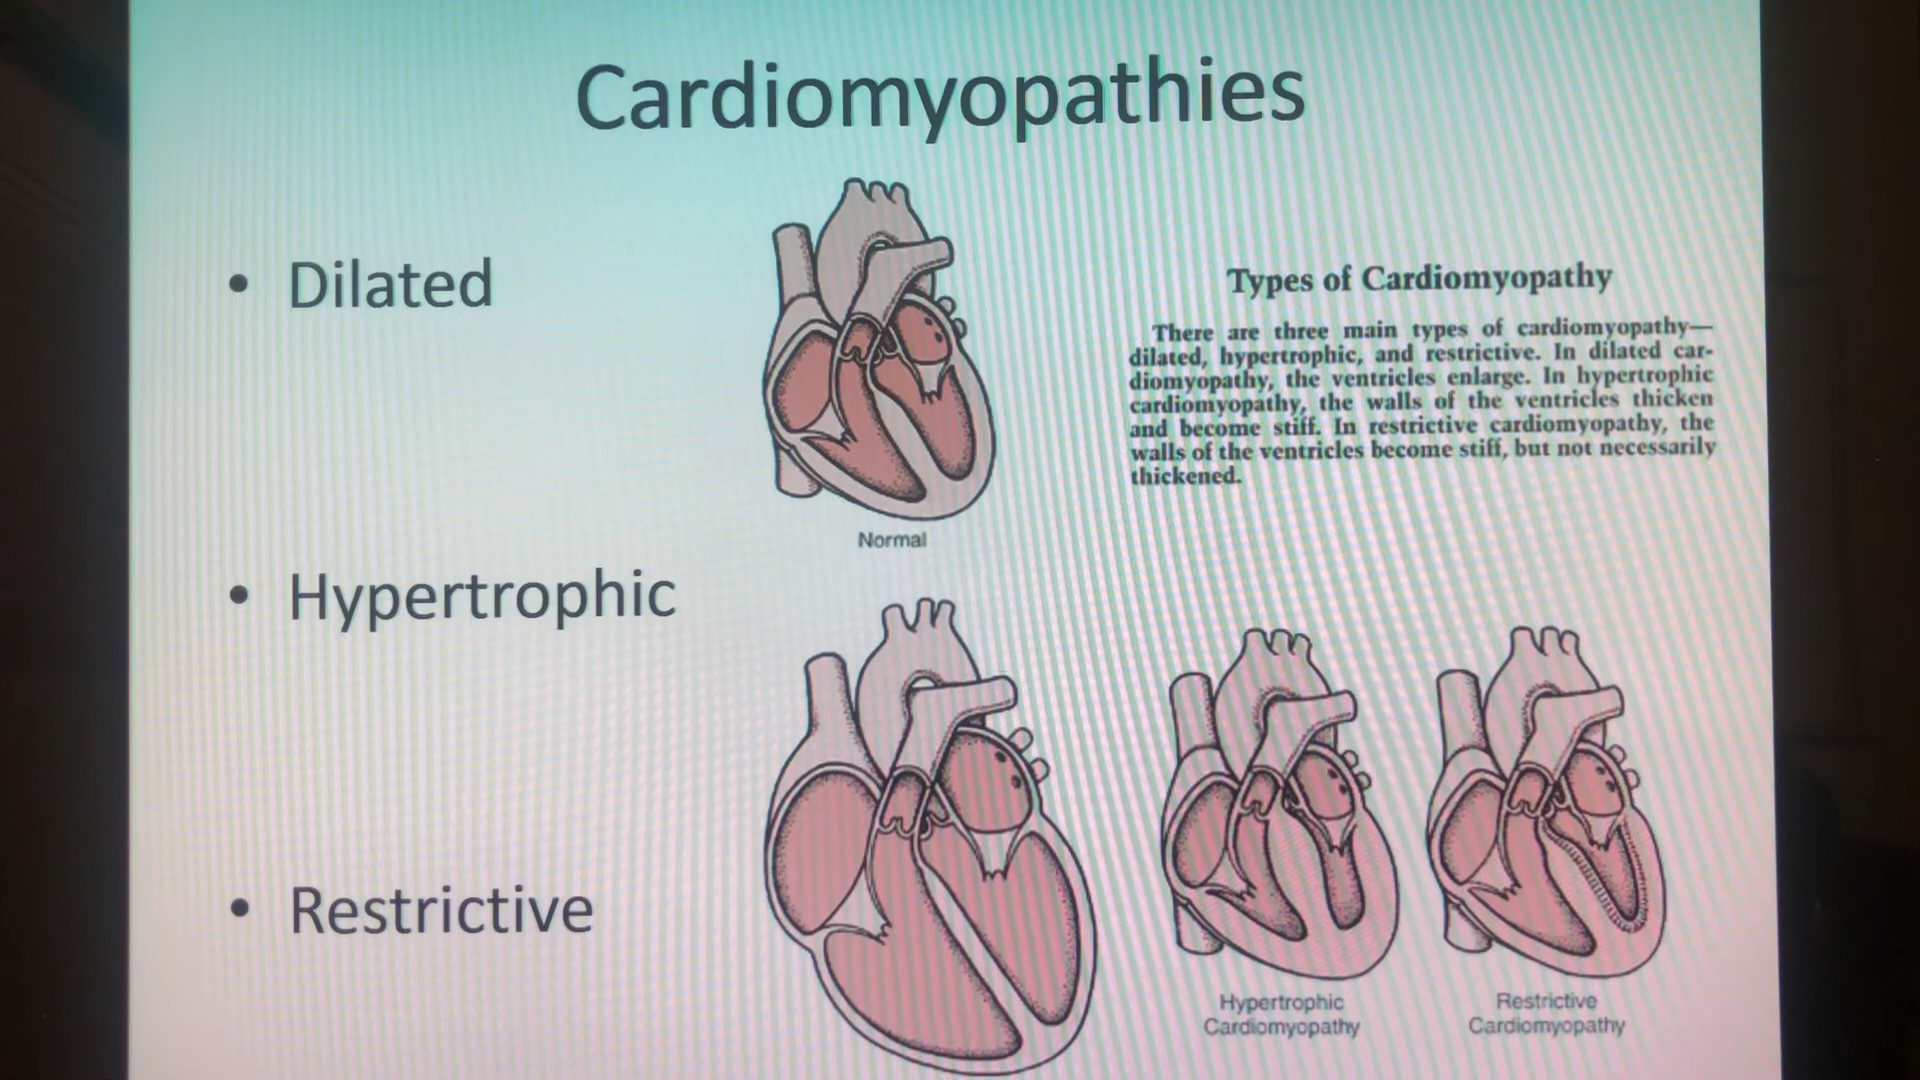 Cardiomyopathies
• Dilated
• Hypertrophic
• Restrictive
Normal
Types of Cardiomyopathy
There are three main types of cardiomyopathy—
dilated, hypertrophic, and restrictive. In dilated car-
diomyopathy, the ventricles enlarge. In hypertrophic
cardiomyopathy, the walls of the ventricles thicken
and become stiff. In restrictive cardiomyopathy, the
walls of the ventricles become stiff, but not necessarily
thickened.
Hypertrophic
Cardiomyopathy
Restrictive
Cardiomyopathy